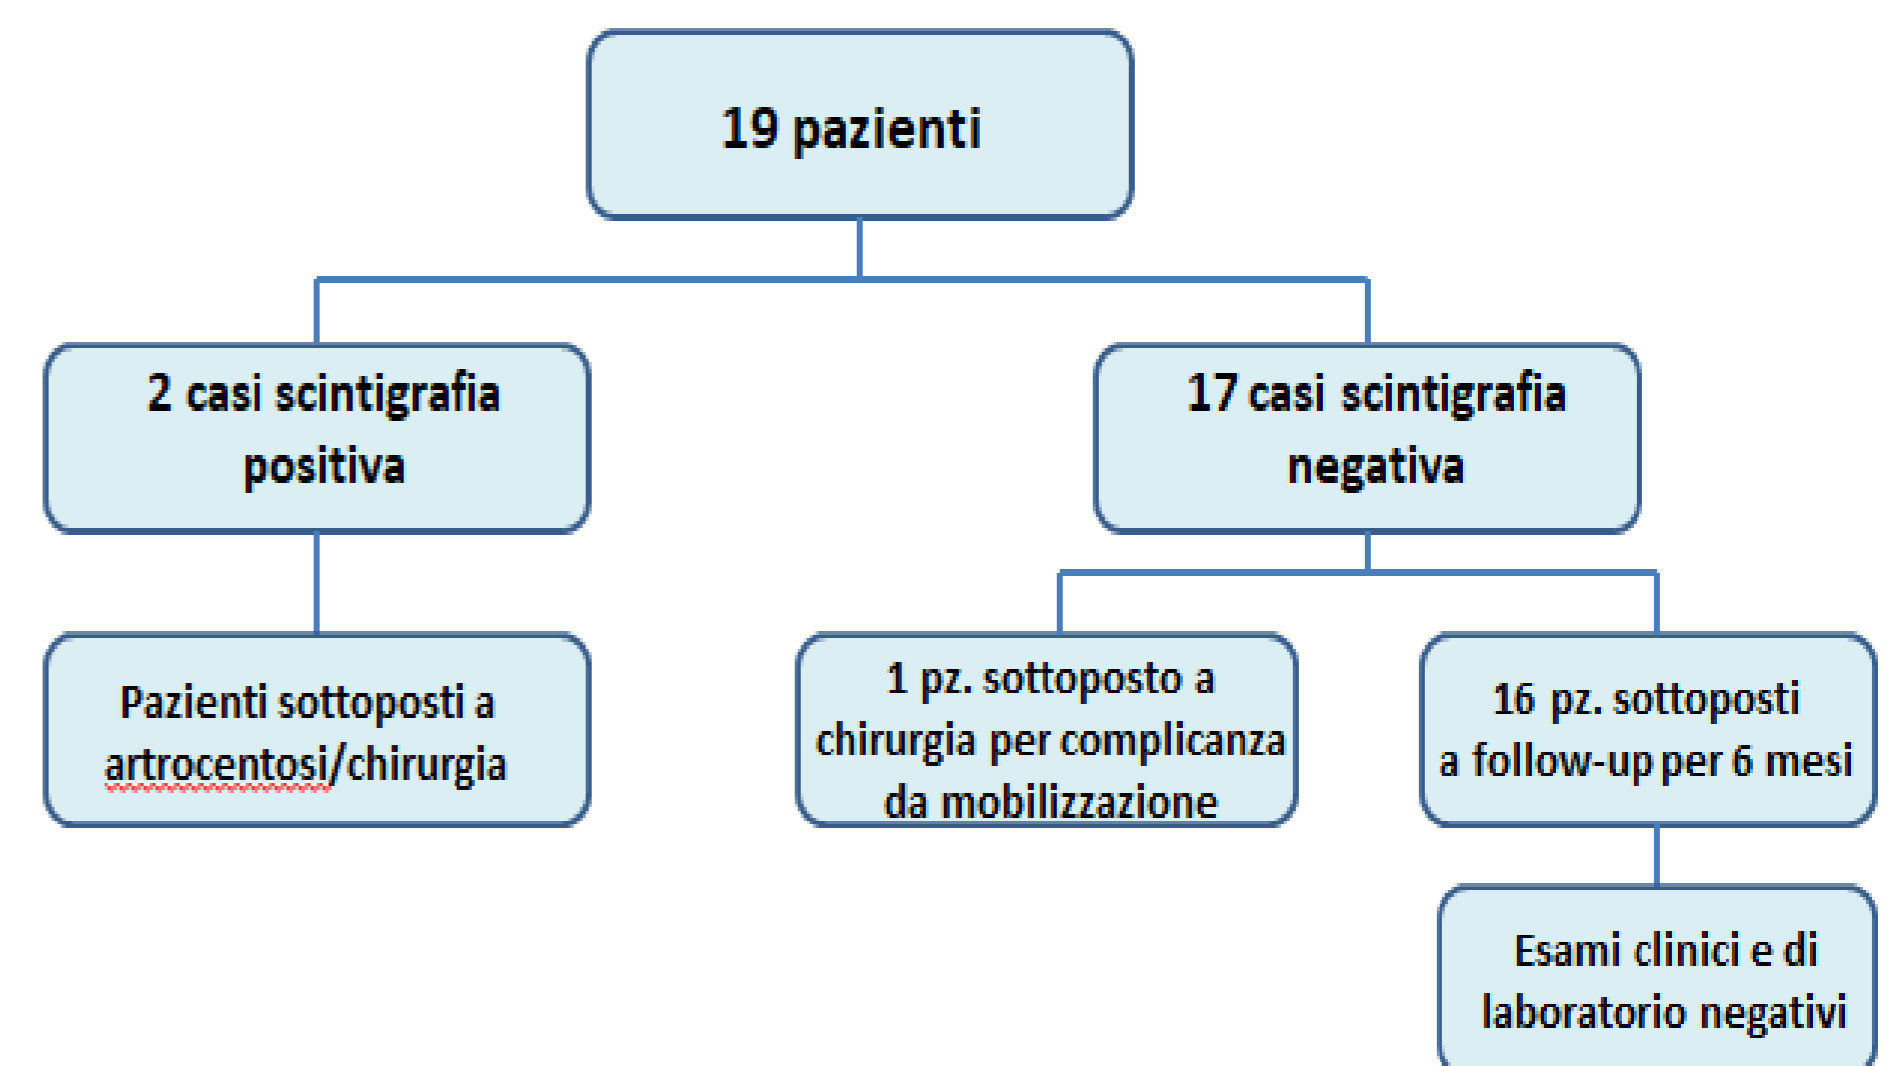 19 pazienti
2 casi scintigrafia
positiva
17 casi scintigrafia
negativa
Pazienti sottoposti a
artrocentosi/chirurgia
1 pz. sottoposto a
chirurgia per complicanza
da mobilizzazione
16 pz. sottoposti
a follow-up per 6 mesi
Esami clinici e di
laboratorio negativi